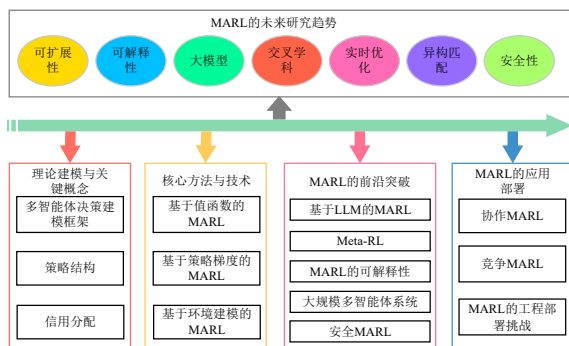 MARL的未来研究趋势
可扩展
性
可解释
性
大模型
交叉学
科
实时优
化
异构匹
配
安全性
理论建模与关
键概念
多智能体决策建
模框架
策略结构
信用分配
核心方法与技术
基于值函数的
MARL
基于策略梯度的
MARL
基于环境建模的
MARL
MARL的前沿突破
基于LLM的MARL
Meta-RL
MARL的可解释性
大规模多智能体系统
安全MARL
MARL的应用
部署
协作MARL
竞争MARL
MARL的工程部
署挑战